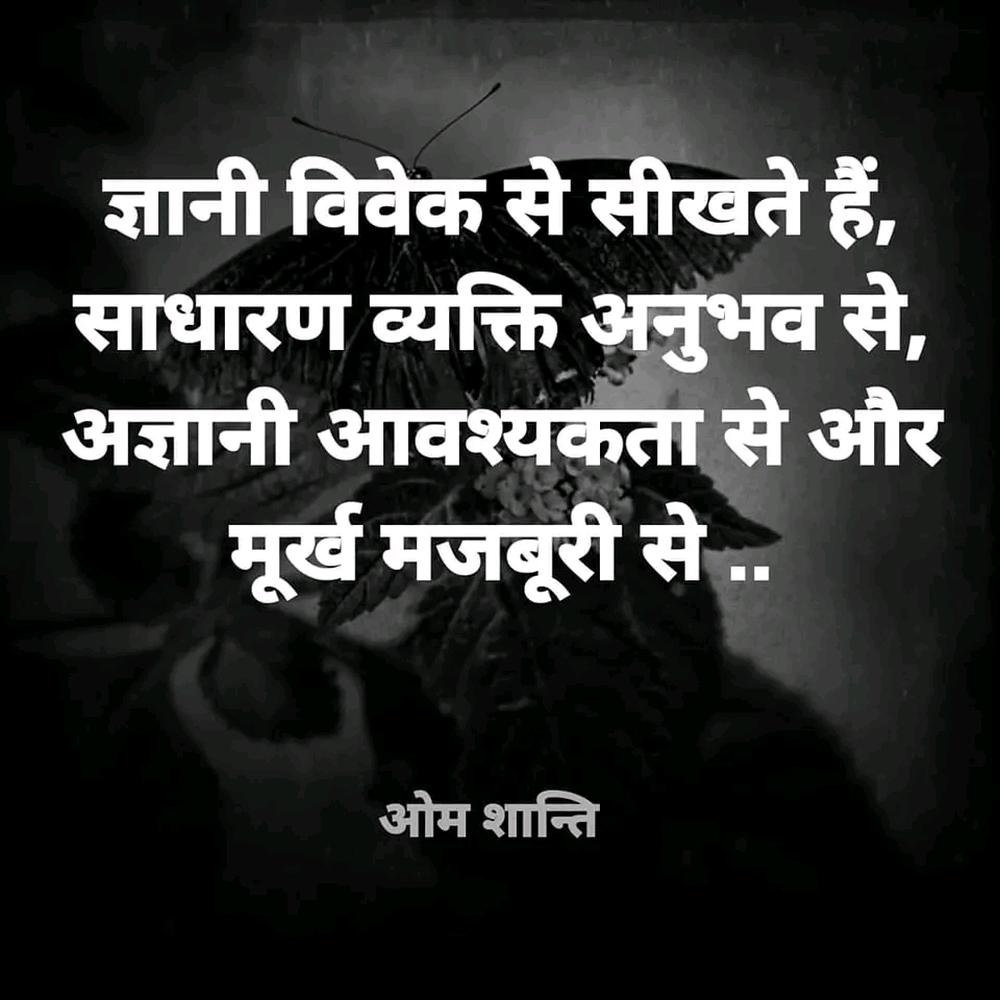 ज्ञानी विवेक से सीखते हैं,
साधारण व्यक्ति अनुभव से,
अज्ञानी आवश्यकता से और
मूर्ख मजबूरी से ..
ओम शान्ति